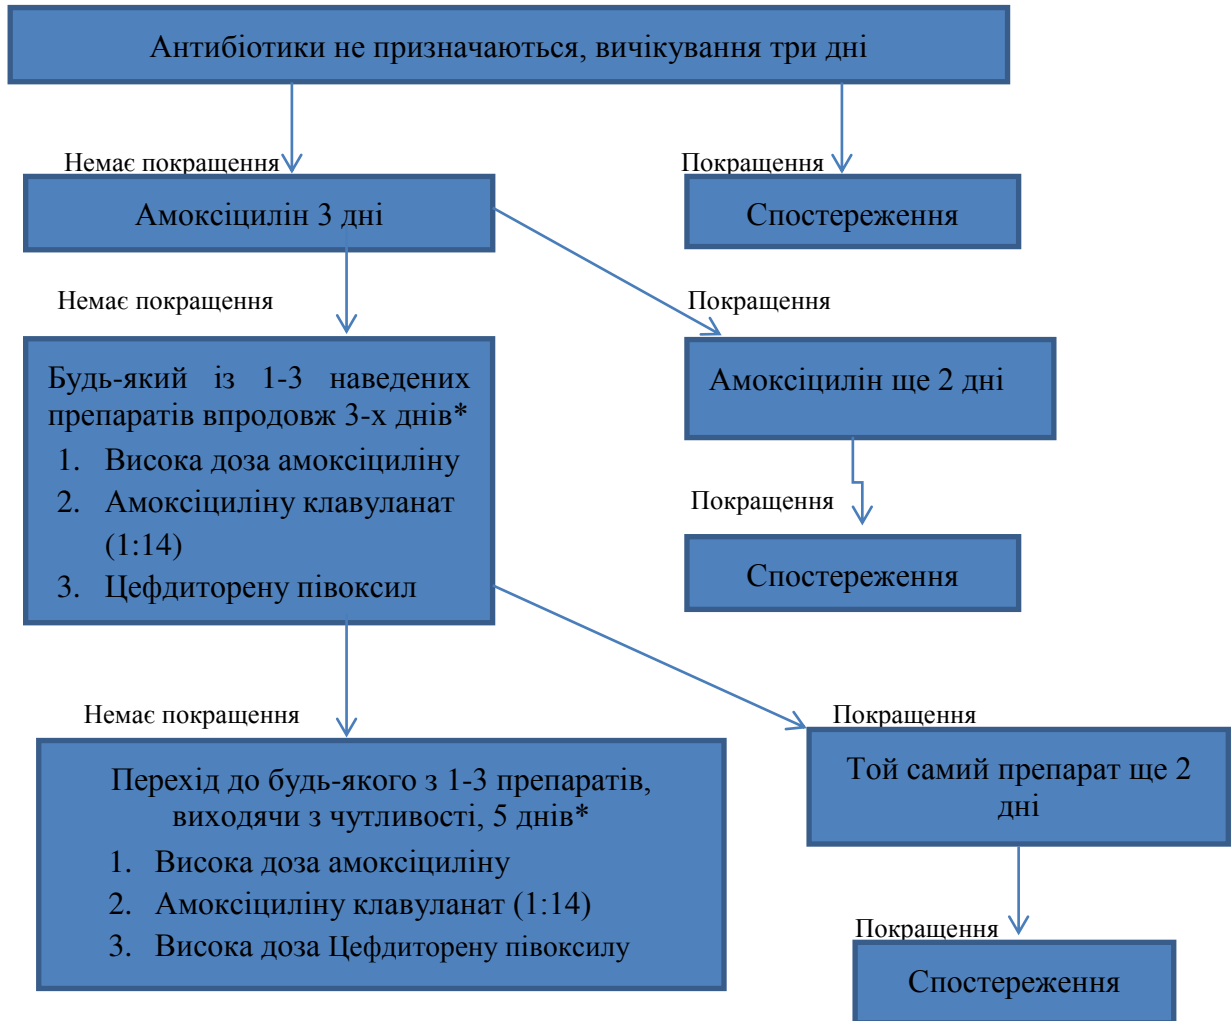 Антибіотики не призначаються, вичікування три дні
Немає покращення
Покращення
Амоксіцилін 3 дні
Спостереження
Немає покращення
Покращення
Будь-який із 1-3 наведених
препаратів впродовж 3-х днів*
1. Висока доза амоксіциліну
2. Амоксіциліну клавуланат
(1:14)
3. Цефдиторену півоксил
Амоксіцилін ще 2 дні
Покращення
Спостереження
Немає покращення
Покращення
Перехід до будь-якого з 1-3 препаратів,
виходячи з чутливості, 5 днів*
1. Висока доза амоксіциліну
2. Амоксіциліну клавуланат (1:14)
3. Висока доза Цефдиторену півоксилу
Той самий препарат ще 2
дні
Покращення
Спостереження